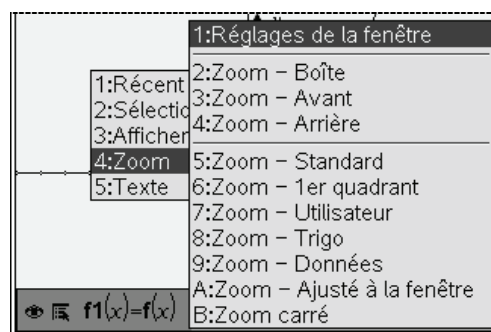 1:Réglages de la fenêtre
2:Zoom – Boîte
3:Zoom – Avant
4:Zoom – Arrière
5:Zoom – Standard
6:Zoom – 1er quadrant
7:Zoom – Utilisateur
8:Zoom – Trigo
9:Zoom – Données
A:Zoom – Ajusté à la fenêtre
B:Zoom carré
1:Récent
2:Sélectio
3:Afficher
4:Zoom
5:Texte
f1(x)=f(x)